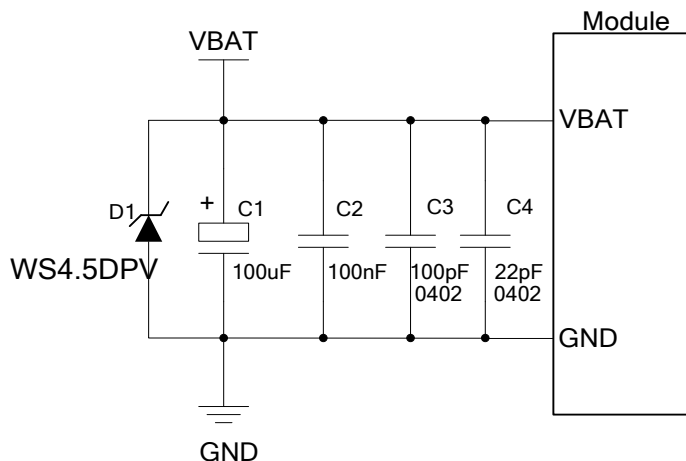 Module
VBAT
VBAT
+
D1
C1
C2
C3
C4
WS4.5DPV
100uF
100nF
100pF
0402
22pF
0402
GND
GND